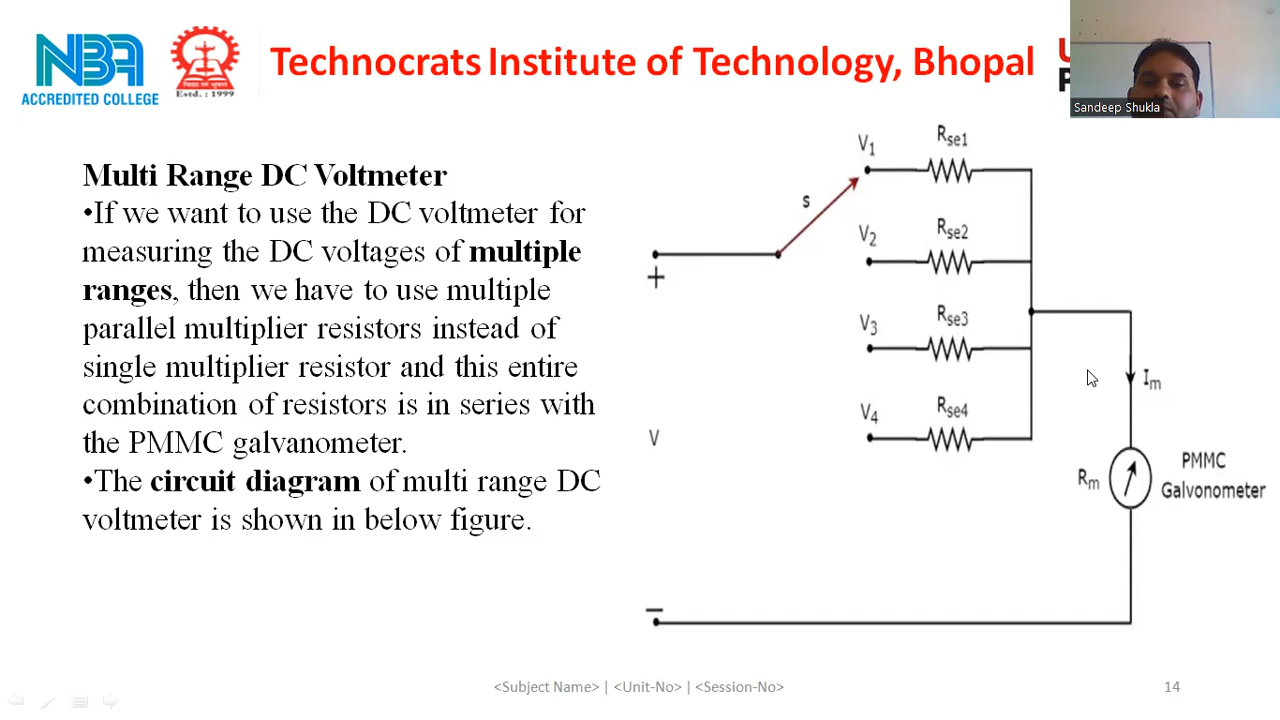 NBA
ACCREDITED COLLEGE
Estd. : 1999
Technocrats Institute of Technology, Bhopal
Sandeep Shukla
Multi Range DC Voltmeter
•If we want to use the DC voltmeter for
measuring the DC voltages of multiple
ranges, then we have to use multiple
parallel multiplier resistors instead of
single multiplier resistor and this entire
combination of resistors is in series with
the PMMC galvanometer.
•The circuit diagram of multi range DC
voltmeter is shown in below figure.
V1
Rse1
s
V2
Rse2
+
V3
Rse3
Im
V4
Rse4
V
Rm
PMMC
Galvonometer
−
<Subject Name> | <Unit-No> | <Session-No>
14